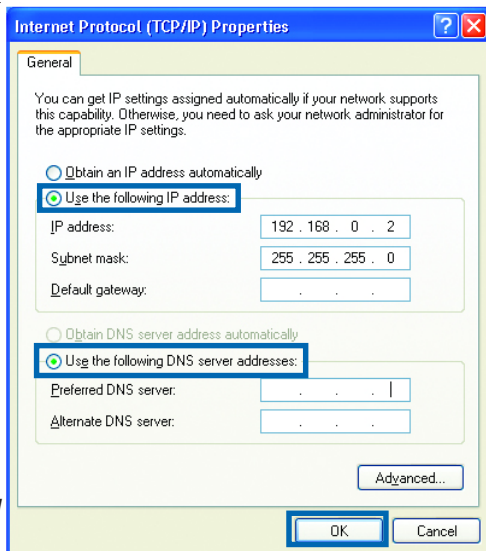 Internet Protocol (TCP/IP) Properties
General
You can get IP settings assigned automatically if your network supports
this capability. Otherwise, you need to ask your network administrator for
the appropriate IP settings.
Obtain an IP address automatically
Use the following IP address:
IP address: 192 . 168 . 0 . 2
Subnet mask: 255 . 255 . 255 . 0
Default gateway: . . .
Obtain DNS server address automatically
Use the following DNS server addresses:
Preferred DNS server: . . .
Alternate DNS server: . . .
Advanced...
OK Cancel